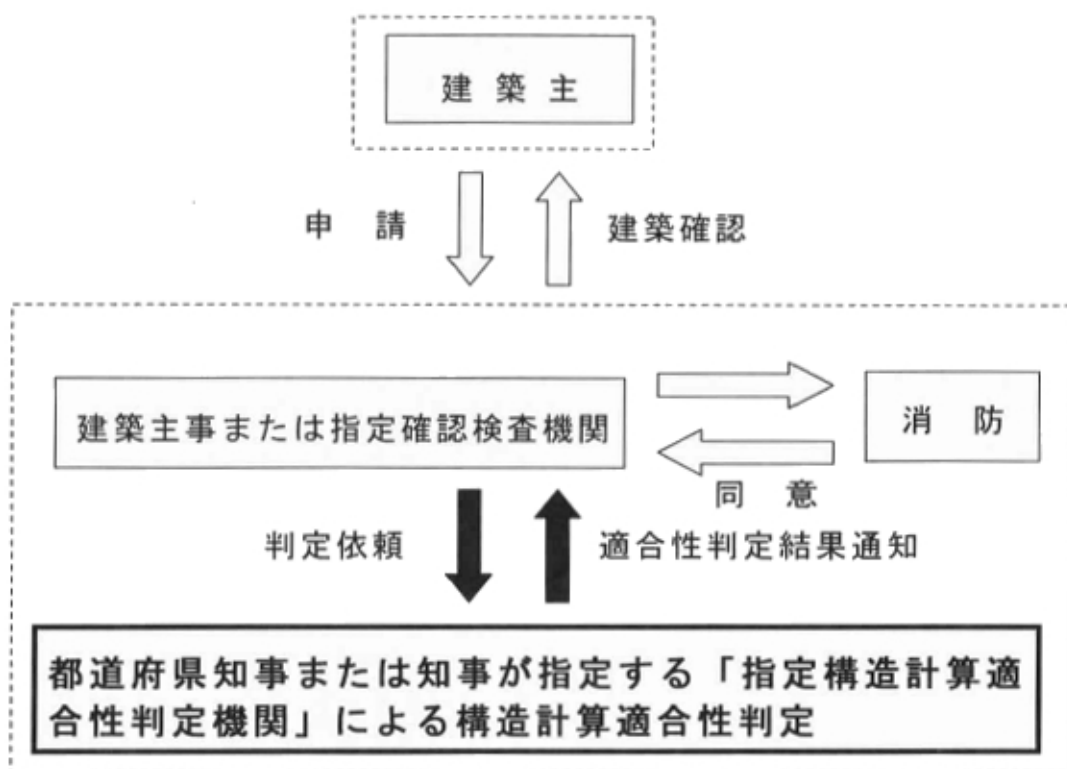 建築主
申請
建築確認
建築主事または指定確認検査機関
消防
同意
判定依頼
適合性判定結果通知
都道府県知事または知事が指定する「指定構造計算適
合性判定機関」による構造計算適合性判定